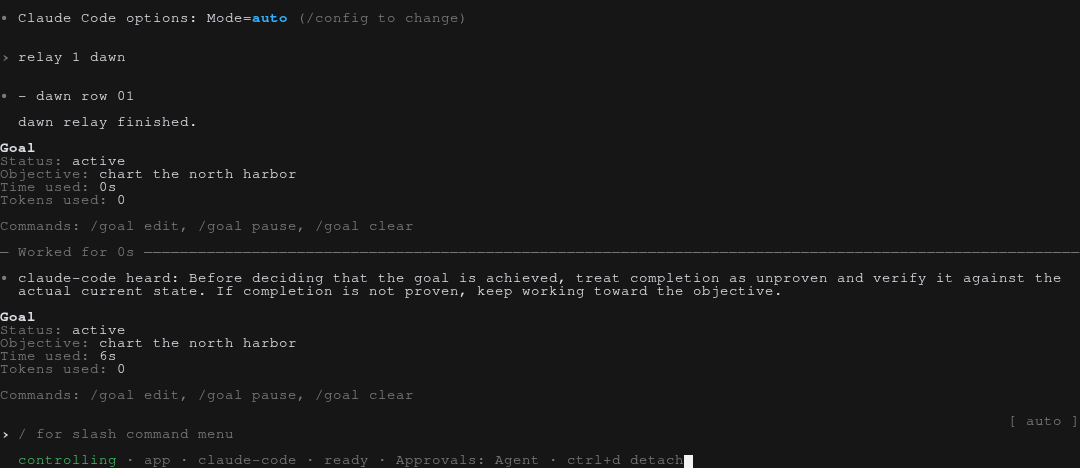 • Claude Code options: Mode=auto (/config to change)
› relay 1 dawn
• – dawn row 01
dawn relay finished.
Goal
Status: active
Objective: chart the north harbor
Time used: 0s
Tokens used: 0
Commands: /goal edit, /goal pause, /goal clear
— Worked for 0s —
• claude-code heard: Before deciding that the goal is achieved, treat completion as unproven and verify it against the
actual current state. If completion is not proven, keep working toward the objective.
Goal
Status: active
Objective: chart the north harbor
Time used: 6s
Tokens used: 0
Commands: /goal edit, /goal pause, /goal clear
[ auto ]
› / for slash command menu
controlling · app · claude-code · ready · Approvals: Agent · ctrl+d detach